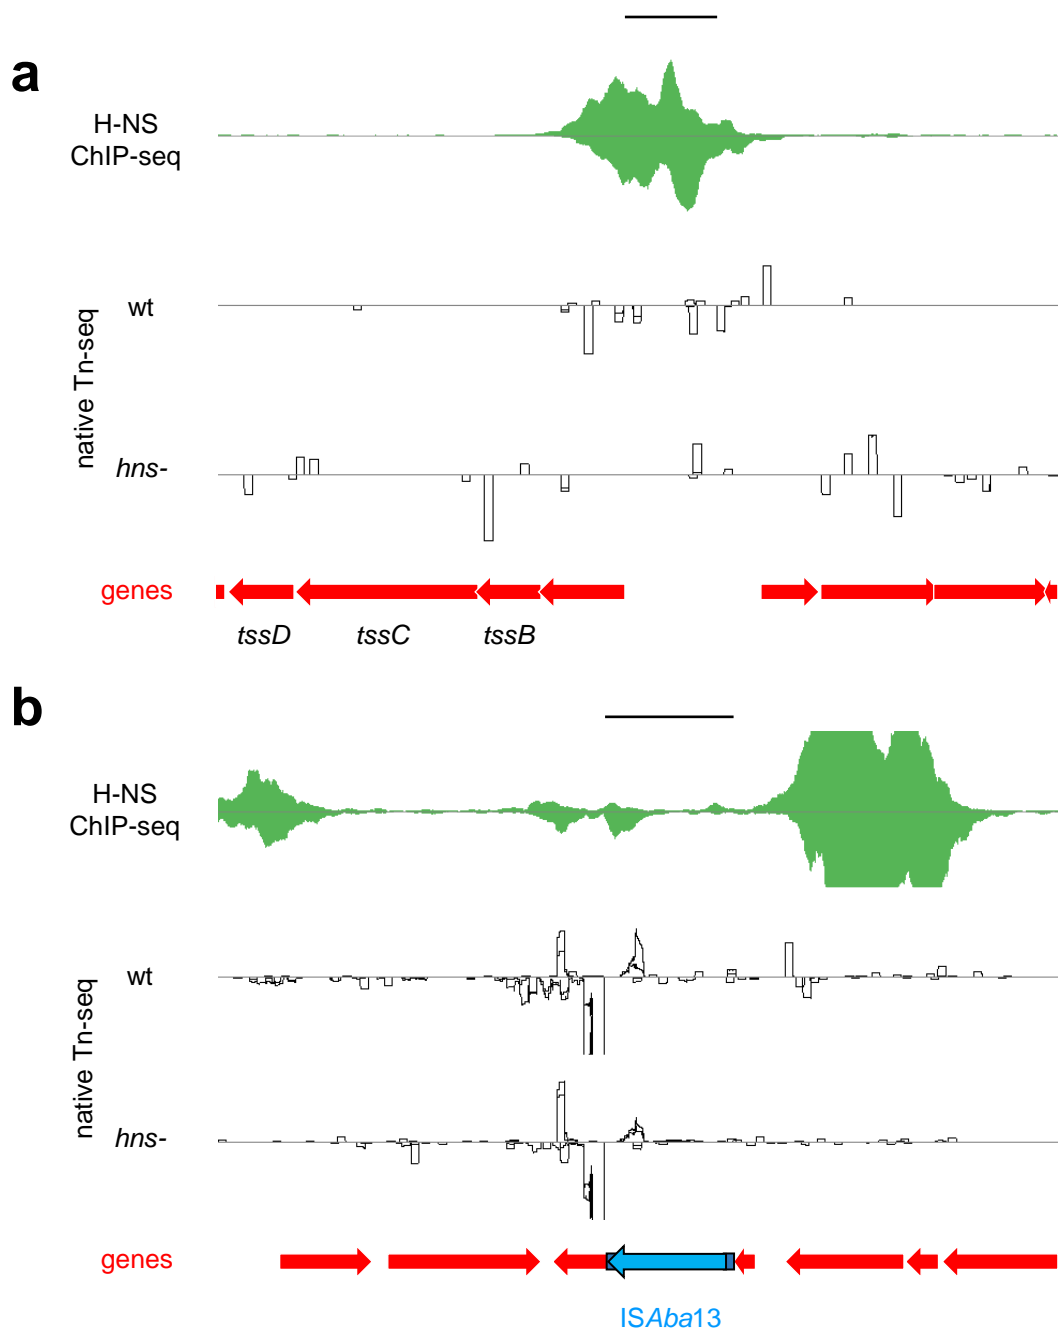 a
H-NS
ChIP-seq
native Tn-seq
wt
hns-
genes
tssD tssC tssB
b
H-NS
ChIP-seq
native Tn-seq
wt
hns-
genes
ISAba13